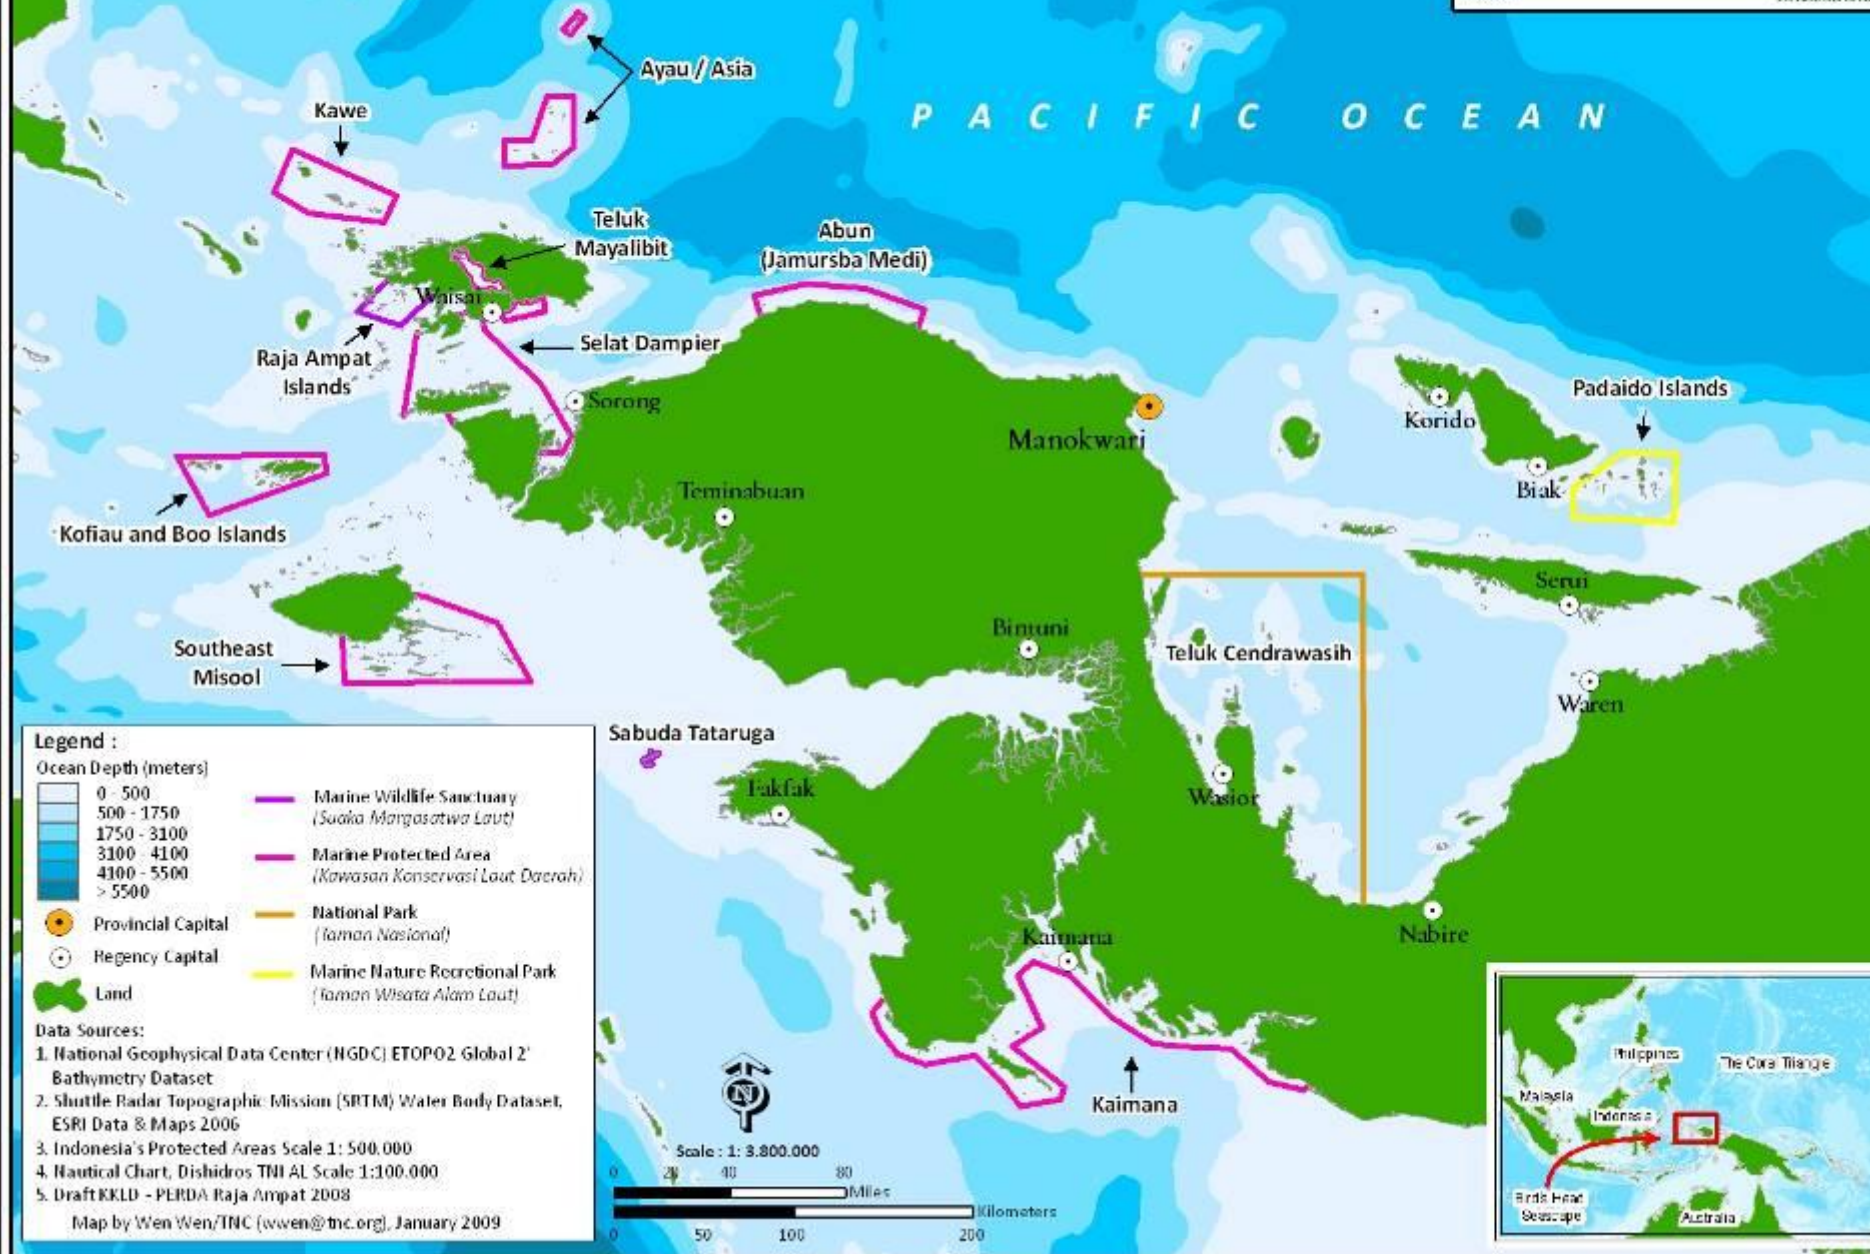 Ayau / Asia
Kawe
PACIFIC OCEAN
Teluk
Mayalibit
Abun
(Jamursba Medi)
Waisai
Raja Ampat
Islands
Selat Dampier
Sorong
Padaido Islands
Korido
Manokwari
Biak
Teminabuan
Kofiau and Boo Islands
Serui
Bintuni
Teluk Cendrawasih
Southeast
Misool
Waren
Sabuda Tataruga
Fakfak
Wasior
Kaimana
Nabire
Kaimana
Legend :
Ocean Depth (meters)
0 - 500
500 - 1750
1750 - 3100
3100 - 4100
4100 - 5500
> 5500
Provincial Capital
Regency Capital
Land
Marine Wildlife Sanctuary
(Suaka Margasatwa Laut)
Marine Protected Area
(Kawasan Konservasi Laut Daerah)
National Park
(Taman Nasional)
Marine Nature Recretional Park
(Taman Wisata Alam Laut)
Data Sources:
1. National Geophysical Data Center (NGDC) ETOPO2 Global 2'
Bathymetry Dataset
2. Shuttle Radar Topographic Mission (SRTM) Water Body Dataset,
ESRI Data & Maps 2006
3. Indonesia's Protected Areas Scale 1: 500.000
4. Nautical Chart, Dishidros TNI AL Scale 1:100.000
5. Draft KKLD - PERDA Raja Ampat 2008
Map by Wen Wen/TNC (wwen@tnc.org), January 2009
N
Scale : 1: 3.800.000
0 20 40 80
Miles
Kilometers
0 50 100 200
Philippines
The Coral Triangle
Malaysia
Indonesia
Bird's Head
Seascape
Australia